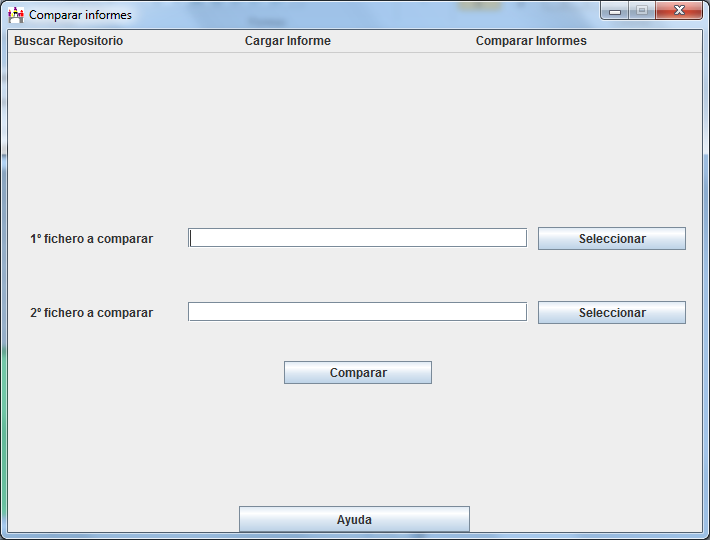 Comparar informes
Buscar Repositorio Cargar Informe Comparar Informes
1º fichero a comparar Seleccionar
2º fichero a comparar Seleccionar
Comparar
Ayuda